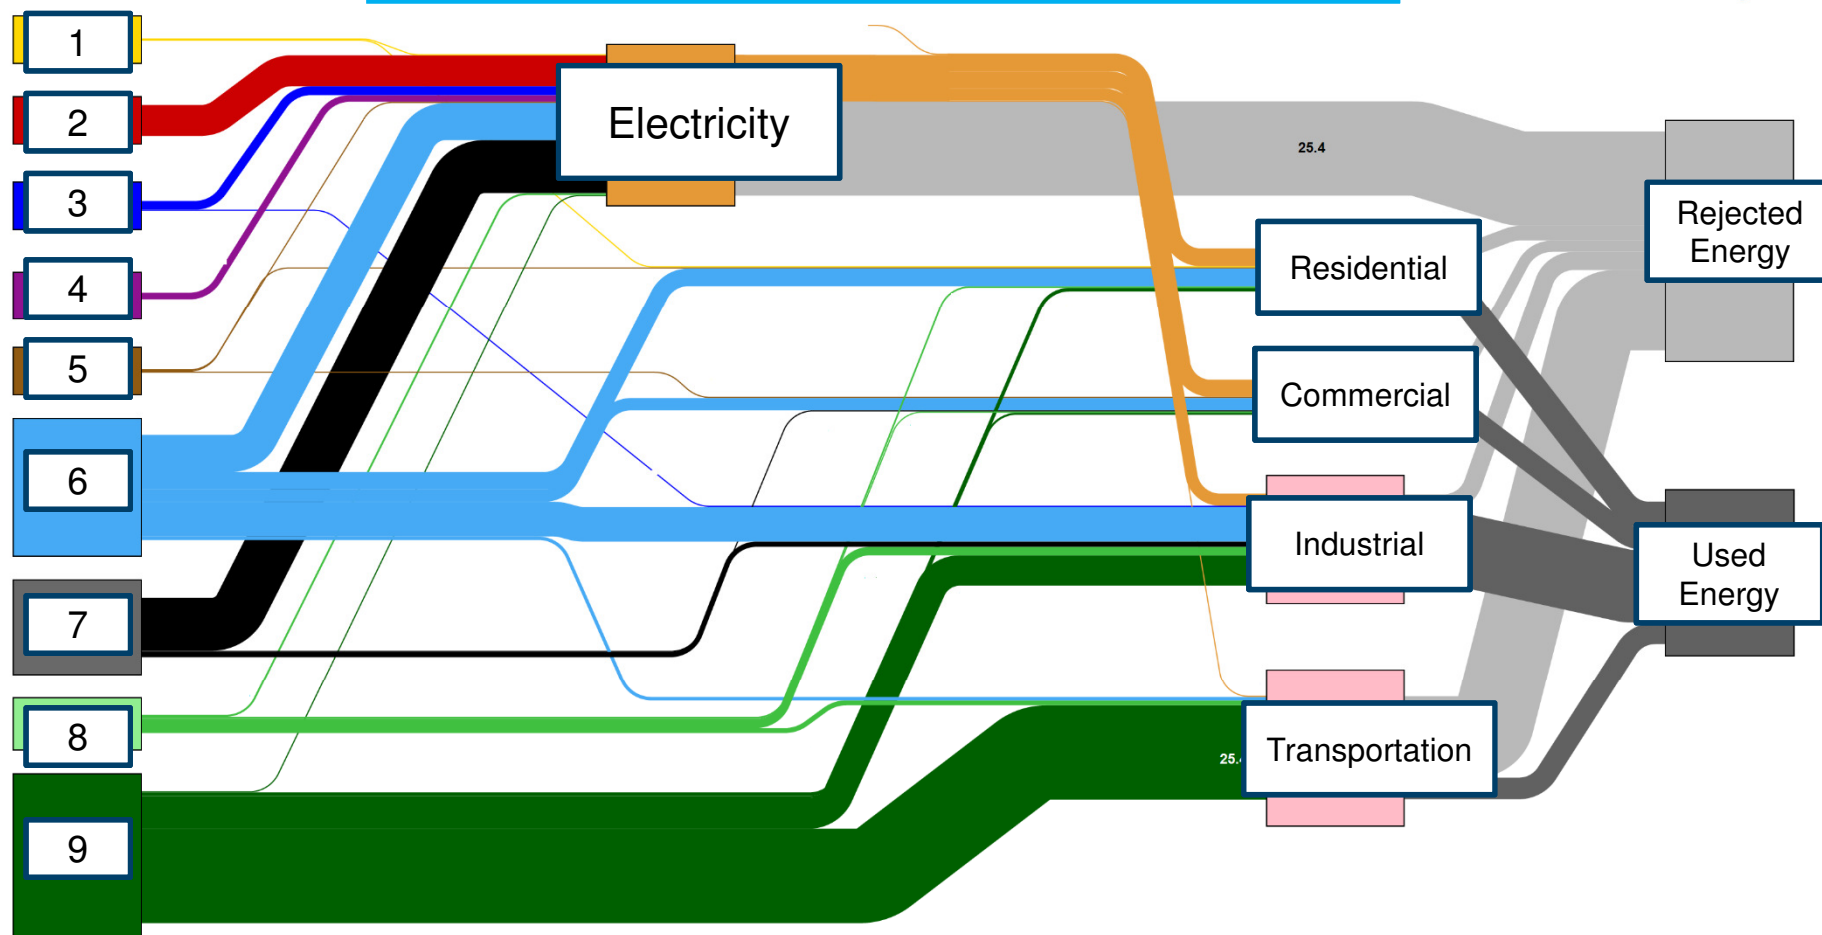 1
2
3
4
5
6
7
8
9
Electricity
25.4
Residential
Commercial
Industrial
Transportation
25.
Rejected
Energy
Used
Energy